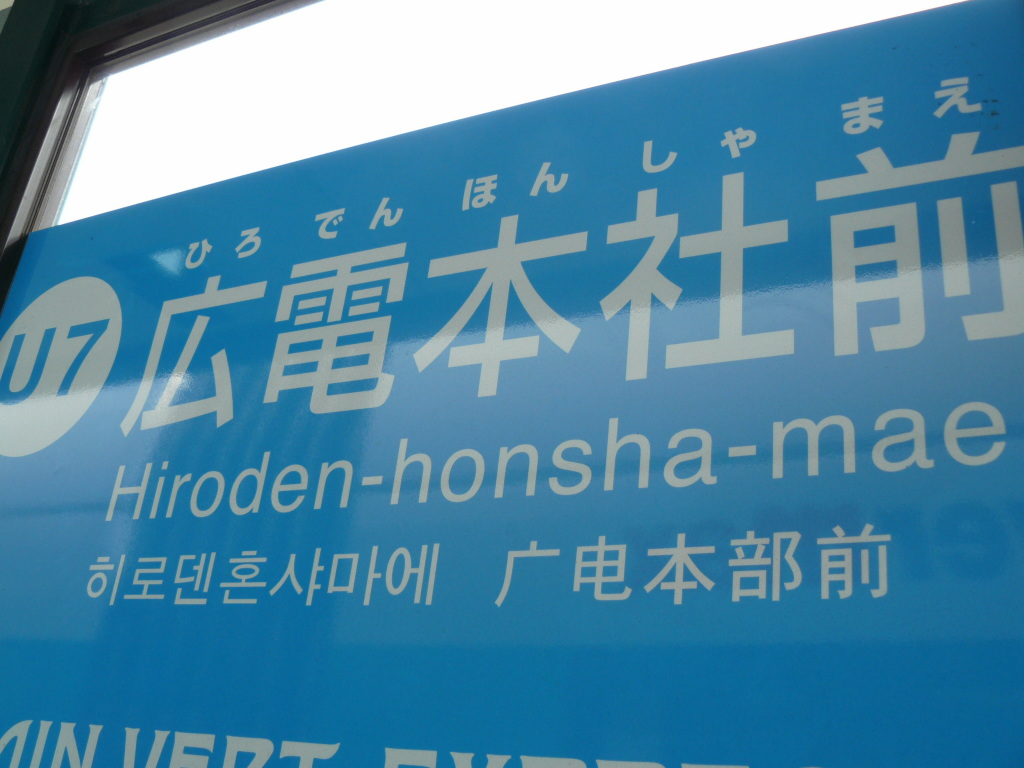 ひろ でん ほん しゃ まえ
U7 広電本社前
Hiroden-honsha-mae
히로덴혼샤마에 广电本部前
VERT